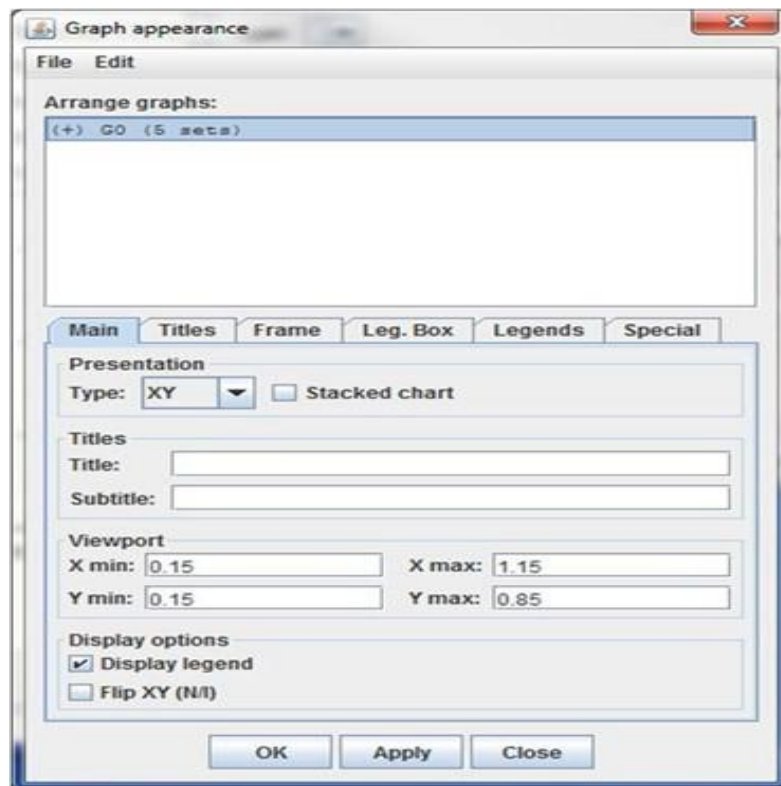 Graph appearance
File Edit
Arrange graphs:
(+) G0 (5 sets)
Main Titles Frame Leg. Box Legends Special
Presentation
Type: XY Stacked chart
Titles
Title:
Subtitle:
Viewport
X min: 0.15 X max: 1.15
Y min: 0.15 Y max: 0.85
Display options
Display legend
Flip XY (N/I)
OK Apply Close